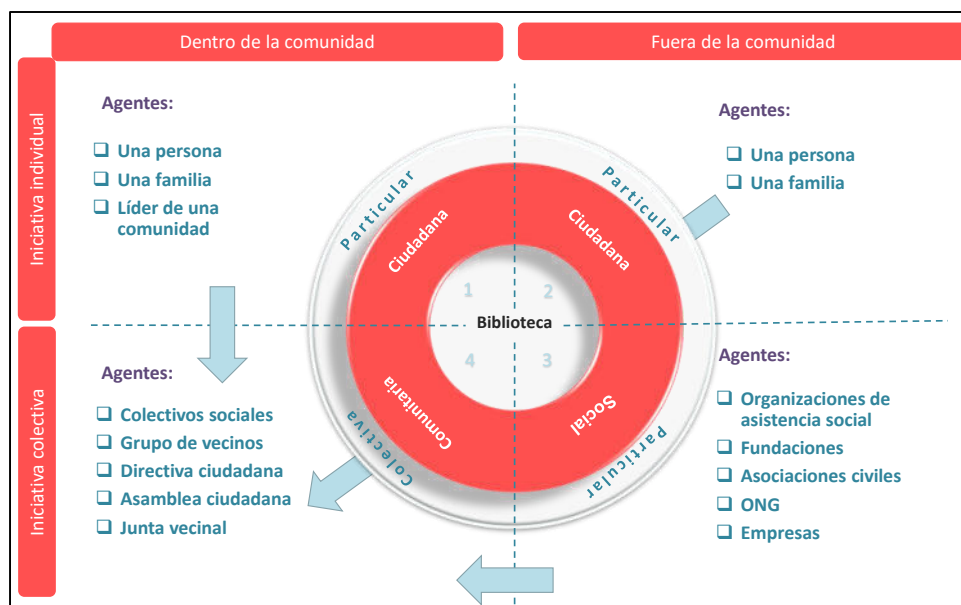 Dentro de la comunidad
Fuera de la comunidad
Iniciativa individual
Agentes:
Una persona
Una familia
Líder de una
comunidad
Agentes:
Una persona
Una familia
Particular
Particular
Ciudadana
Ciudadana
1
2
Biblioteca
4
3
Comunitaria
Social
Colectiva
Particular
Iniciativa colectiva
Agentes:
Colectivos sociales
Grupo de vecinos
Directiva ciudadana
Asamblea ciudadana
Junta vecinal
Agentes:
Organizaciones de
asistencia social
Fundaciones
Asociaciones civiles
ONG
Empresas